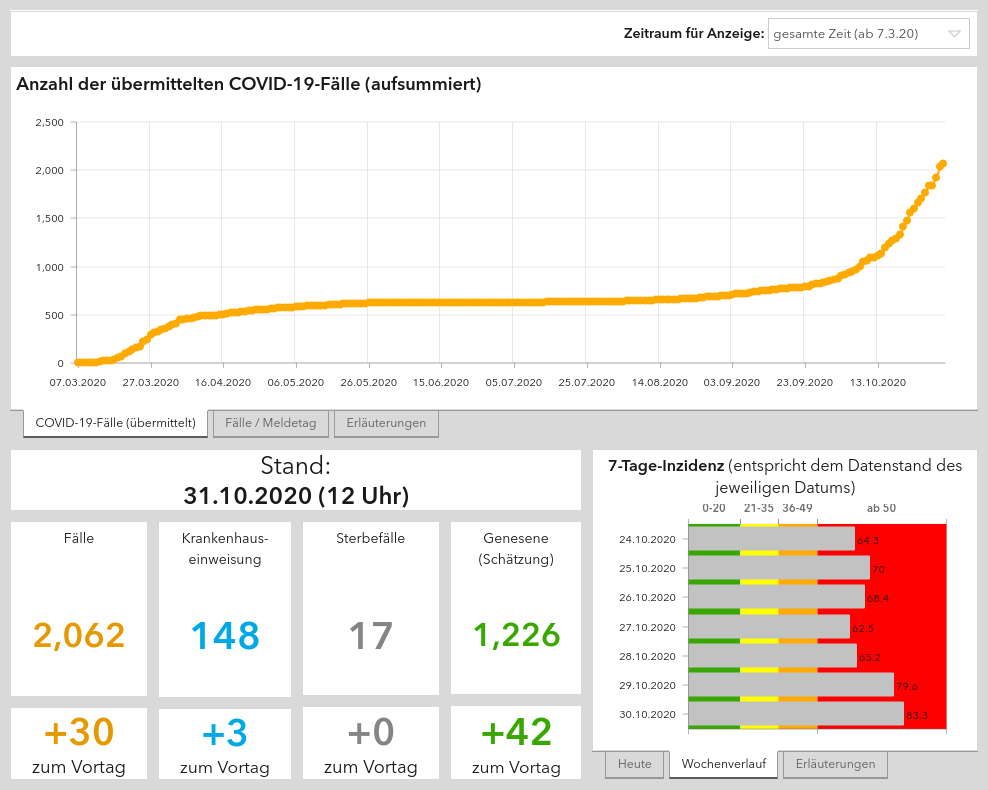 Zeitraum für Anzeige: gesamte Zeit (ab 7.3.20)
Anzahl der übermittelten COVID-19-Fälle (aufsummiert)
2,500
2,000
1,500
1,000
500
0
07.03.2020 27.03.2020 16.04.2020 06.05.2020 26.05.2020 15.06.2020 05.07.2020 25.07.2020 14.08.2020 03.09.2020 23.09.2020 13.10.2020
COVID-19-Fälle (übermittelt) Fälle / Meldetag Erläuterungen
Stand:
31.10.2020 (12 Uhr)
Fälle
2,062
+30
zum Vortag
Krankenhaus-
einweisung
148
+3
zum Vortag
Sterbefälle
17
+0
zum Vortag
Genesene
(Schätzung)
1,226
+42
zum Vortag
7-Tage-Inzidenz (entspricht dem Datenstand des
jeweiligen Datums)
0-20 21-35 36-49 ab 50
24.10.2020 64.3
25.10.2020 70
26.10.2020 68.4
27.10.2020 62.5
28.10.2020 65.2
29.10.2020 79.6
30.10.2020 83.3
Heute Wochenverlauf Erläuterungen